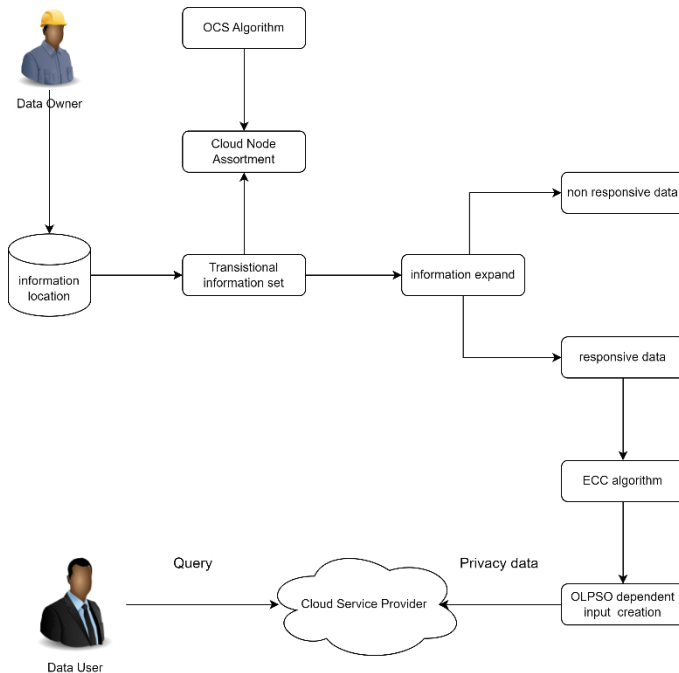 OCS Algorithm
Data Owner
Cloud Node
Assortment
non responsive data
information
location
Transistional
information set
information expand
responsive data
ECC algorithm
Query
Privacy data
Cloud Service Provider
OLPSO dependent
input creation
Data User